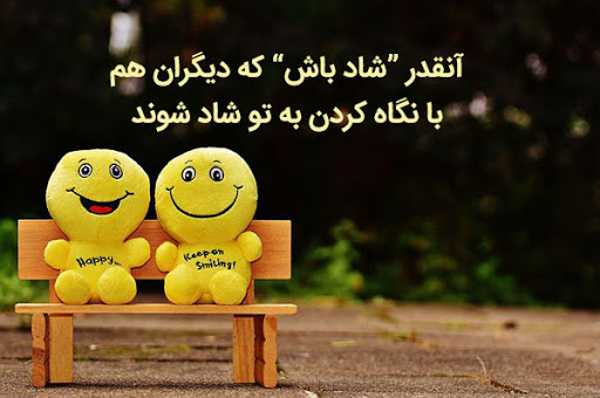 آنقدر ”شاد باش“ که دیگران هم
با نگاه کردن به تو شاد شوند
Happy...
Keep on
Smiling!